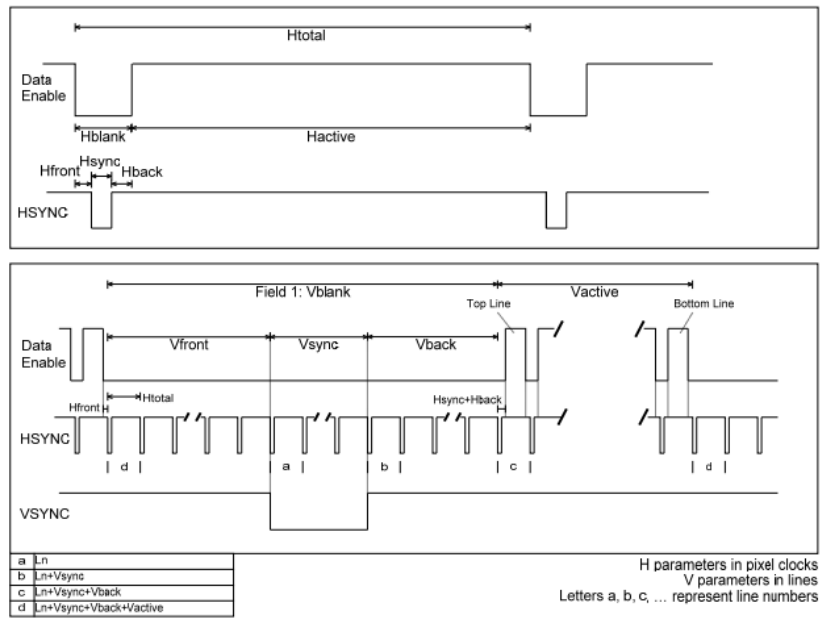 Htotal
Data
Enable
Hblank
Hactive
Hsync
Hfront
Hback
HSYNC
Field 1: Vblank
Vactive
Top Line
Bottom Line
Data
Enable
Vfront
Vsync
Vback
Hfront
Htotal
Hsync+Hback
HSYNC
d
a
b
c
d
VSYNC
a Ln
b Ln+Vsync
c Ln+Vsync+Vback
d Ln+Vsync+Vback+Vactive
H parameters in pixel clocks
V parameters in lines
Letters a, b, c, ... represent line numbers